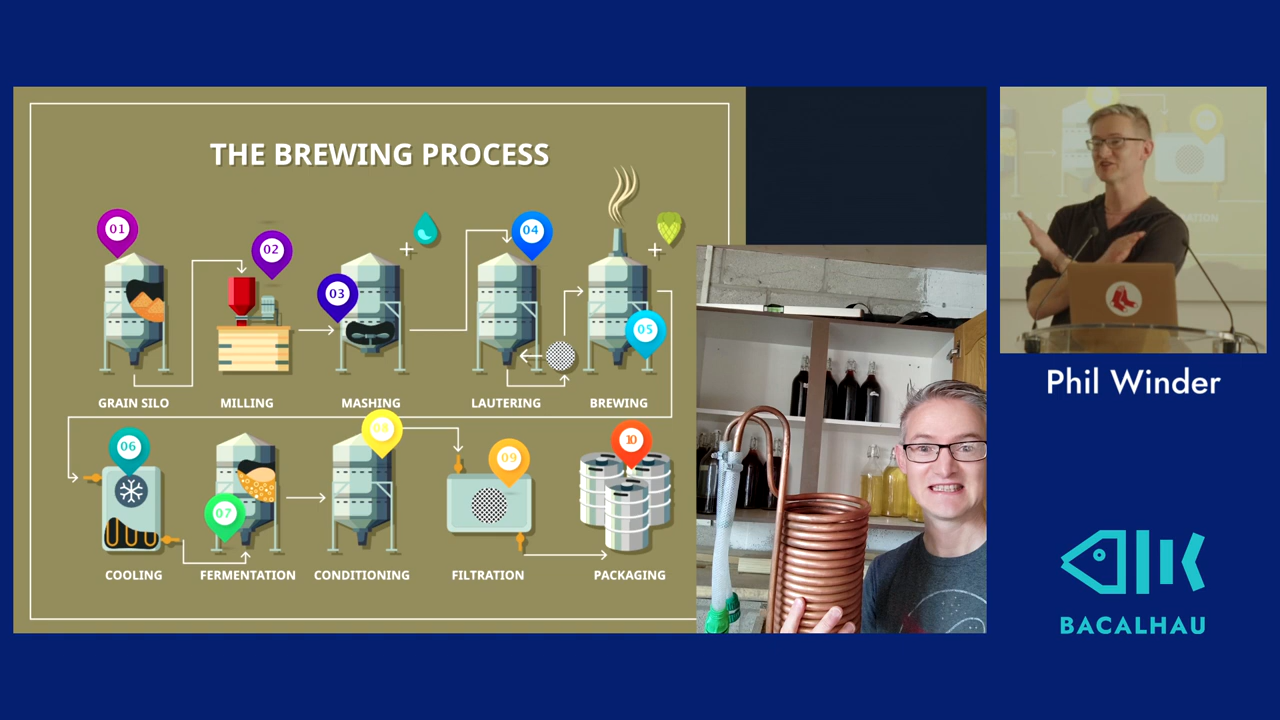 THE BREWING PROCESS
01
02
03
04
05
GRAIN SILO
MILLING
MASHING
LAUTERING
BREWING
06
07
08
09
10
COOLING
FERMENTATION
CONDITIONING
FILTRATION
PACKAGING
Phil Winder
BACALHAU